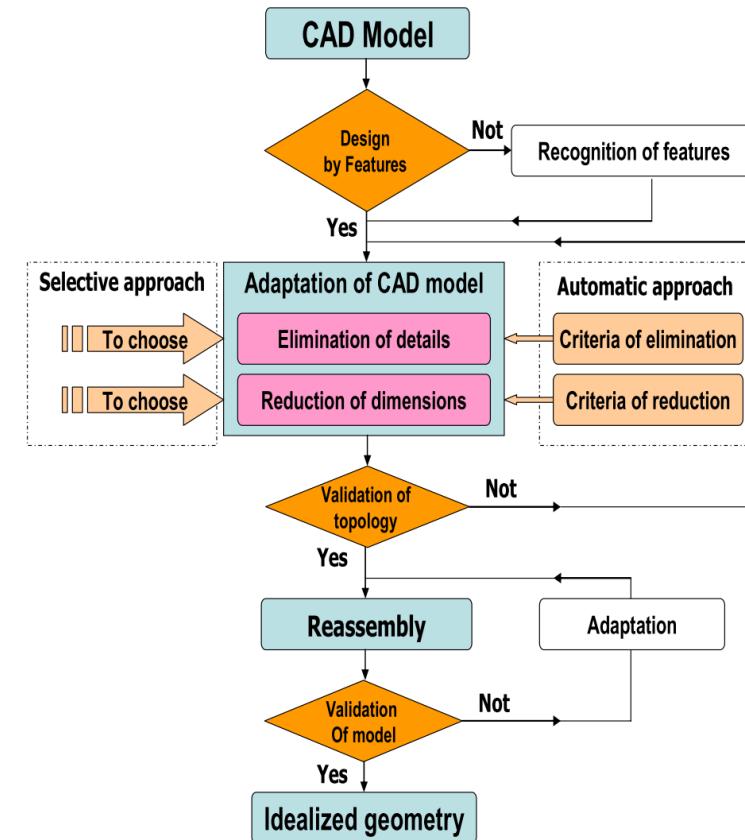 CAD Model
Design
by Features
Not
Recognition of features
Yes
Selective approach
Adaptation of CAD model
Automatic approach
To choose
Elimination of details
Criteria of elimination
To choose
Reduction of dimensions
Criteria of reduction
Validation of
topology
Not
Yes
Reassembly
Adaptation
Validation
Of model
Not
Yes
Idealized geometry